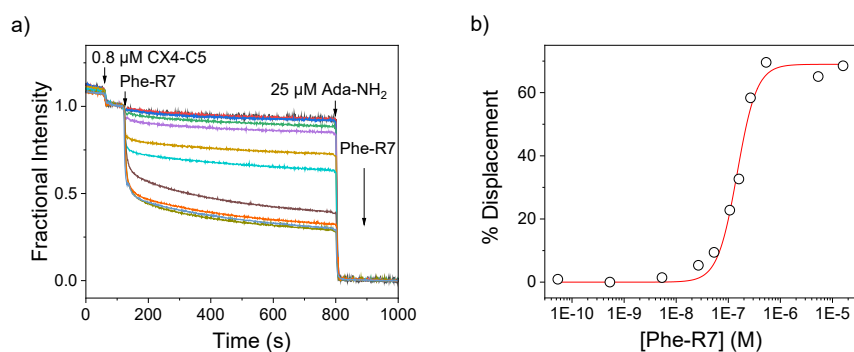 a)
0.8 µM CX4-C5
Phe-R7
25 µM Ada-NH₂
Phe-R7
1.0
0.5
0.0
Fractional Intensity
0 200 400 600 800 1000
Time (s)
b)
60
40
20
0
% Displacement
1E-10 1E-9 1E-8 1E-7 1E-6 1E-5
[Phe-R7] (M)